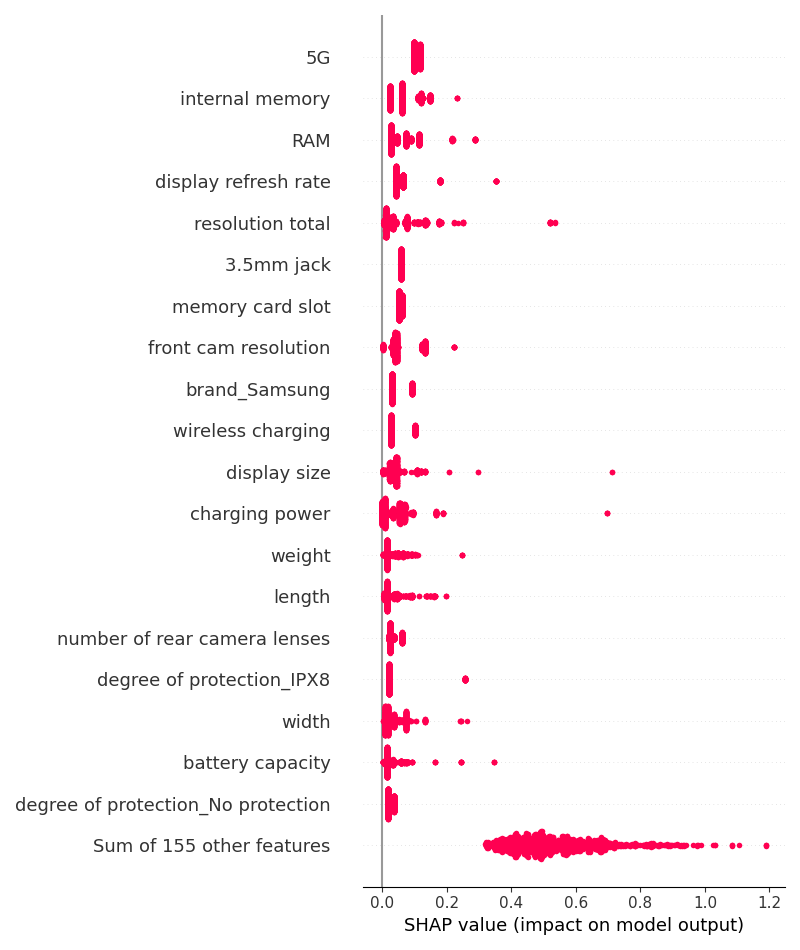 5G
internal memory
RAM
display refresh rate
resolution total
3.5mm jack
memory card slot
front cam resolution
brand_Samsung
wireless charging
display size
charging power
weight
length
number of rear camera lenses
degree of protection_IPX8
width
battery capacity
degree of protection_No protection
Sum of 155 other features
0.0 0.2 0.4 0.6 0.8 1.0 1.2
SHAP value (impact on model output)